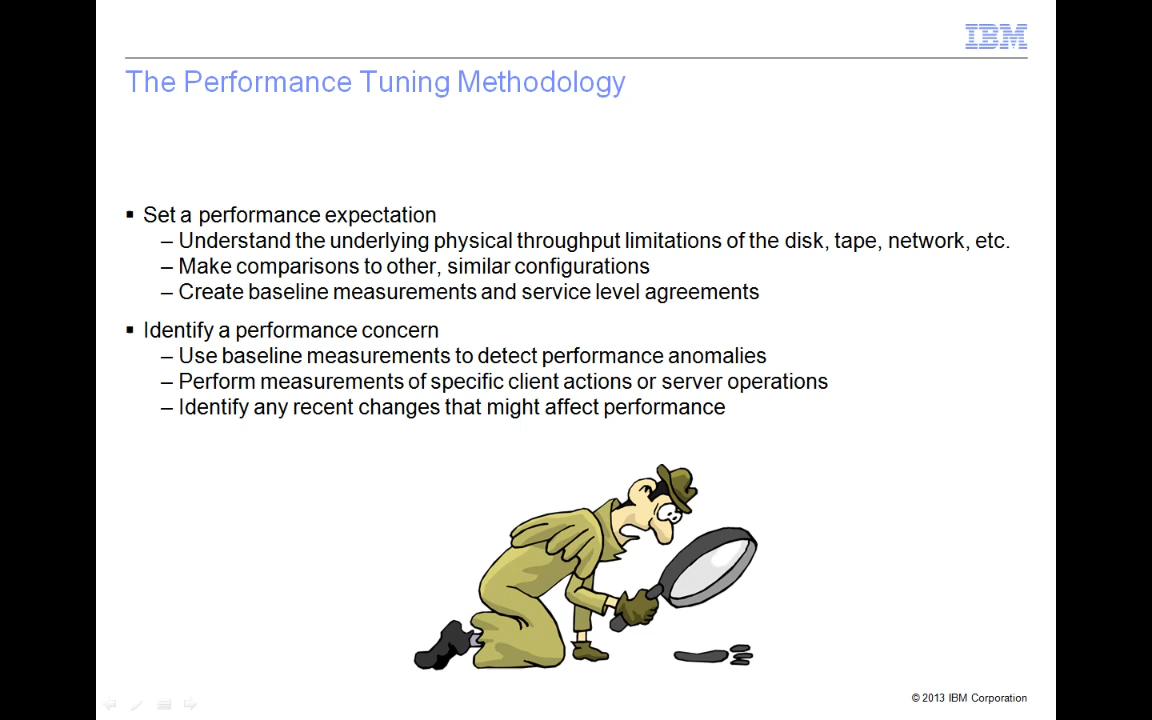 IBM
The Performance Tuning Methodology
▪ Set a performance expectation
– Understand the underlying physical throughput limitations of the disk, tape, network, etc.
– Make comparisons to other, similar configurations
– Create baseline measurements and service level agreements
▪ Identify a performance concern
– Use baseline measurements to detect performance anomalies
– Perform measurements of specific client actions or server operations
– Identify any recent changes that might affect performance
© 2013 IBM Corporation